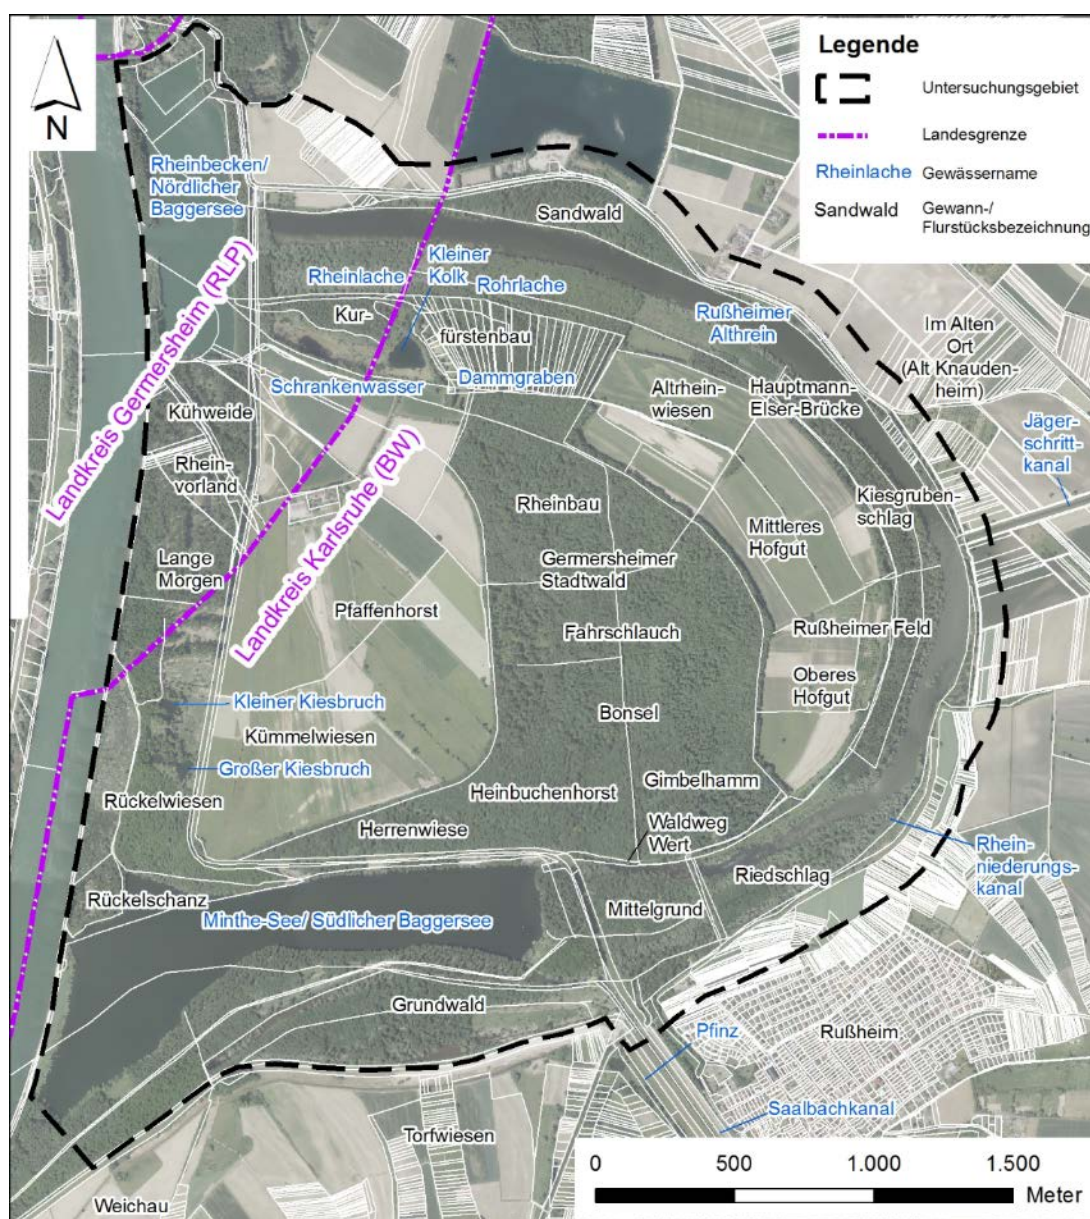 N
Legende
Untersuchungsgebiet
Landesgrenze
Rheinlache
Gewässername
Sandwald
Gewann-/
Flurstücksbezeichnung
Rheinbecken/
Nördlicher
Baggersee
Sandwald
Landkreis Germersheim (RLP)
Landkreis Karlsruhe (BW)
Rheinlache
Kleiner
Kolk
Rohrlache
Kur-
fürstenbau
Rußheimer
Althrein
Im Alten
Ort
(Alt Knauden-
heim)
Schrankenwasser
Dammgraben
Altrhein-
wiesen
Hauptmann-
Elser-Brücke
Kühweide
Jäger-
schritt-
kanal
Rhein-
vorland
Rheinbau
Kiesgruben-
schlag
Mittleres
Hofgut
Lange
Morgen
Germersheimer
Stadtwald
Pfaffenhorst
Fahrschlauch
Rußheimer Feld
Oberes
Hofgut
Kleiner Kiesbruch
Bonsel
Kümmelwiesen
Großer Kiesbruch
Gimbelhamm
Rückelwiesen
Heinbuchenhorst
Herrenwiese
Waldweg
Wert
Rhein-
niederungs-
kanal
Riedschlag
Rückelschanz
Mittelgrund
Minthe-See/ Südlicher Baggersee
Grundwald
Rußheim
Pfinz
Saalbachkanal
Torfwiesen
Weichau
0 500 1.000 1.500
Meter